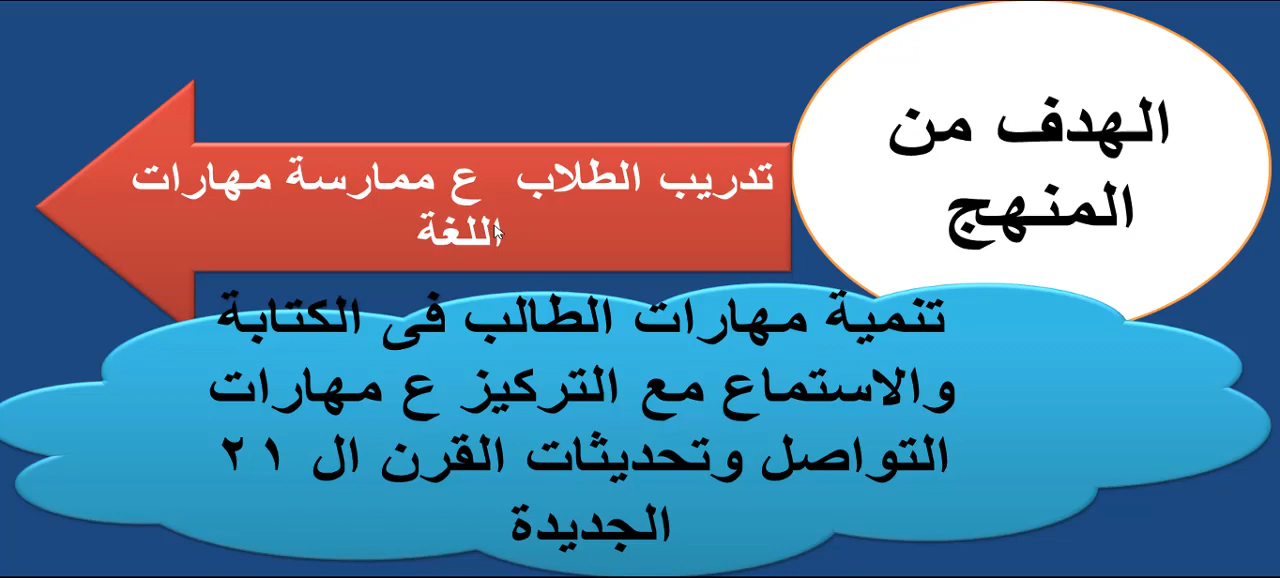 الهدف من
المنهج
تدريب الطلاب ع ممارسة مهارات
اللغة
تنمية مهارات الطالب فى الكتابة
والاستماع مع التركيز ع مهارات
التواصل وتحديثات القرن ال ٢١
الجديدة